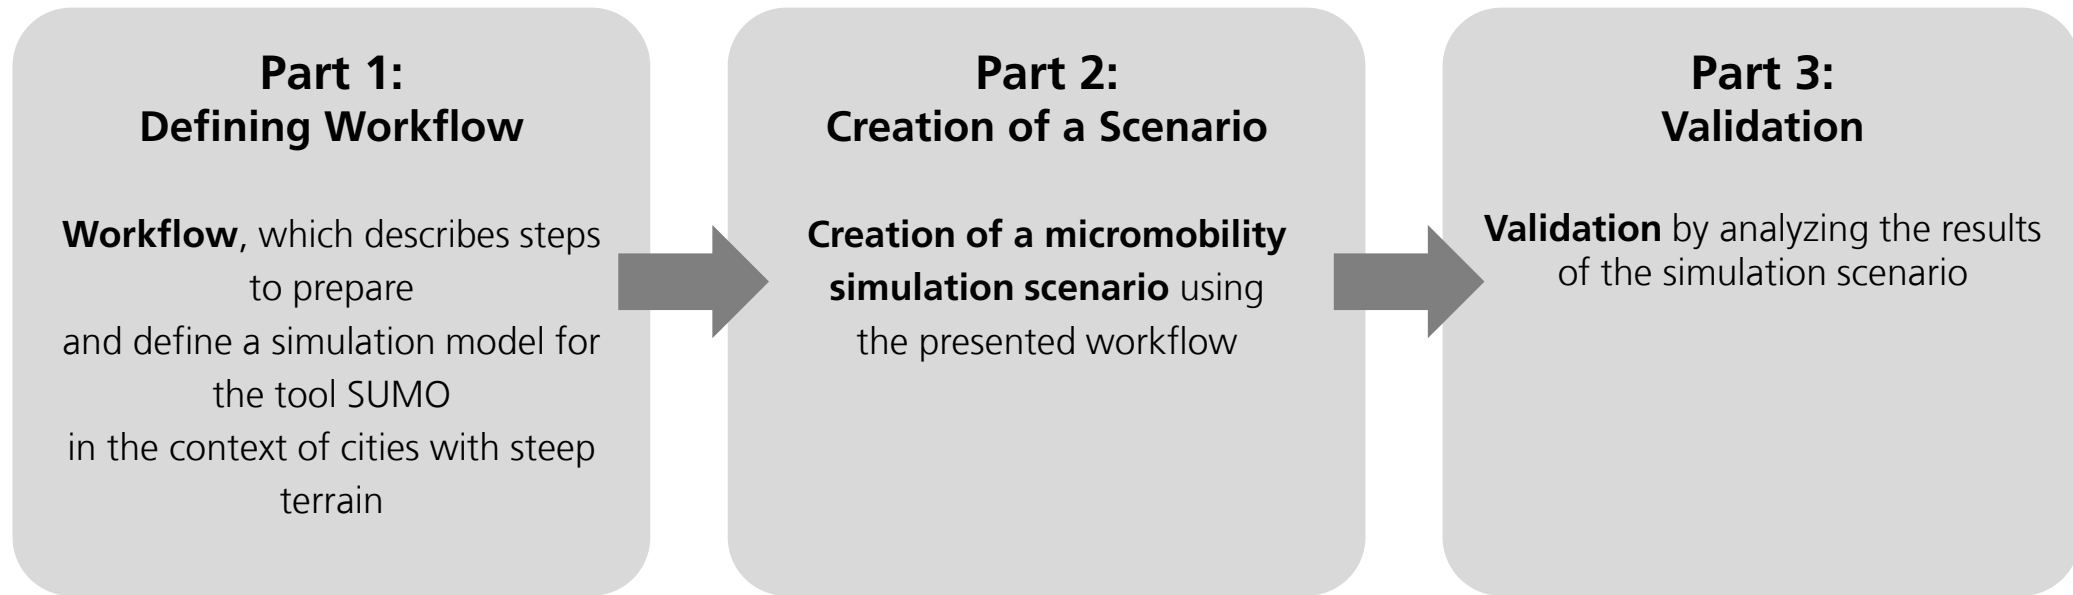 Part 1:
Defining Workflow
Workflow, which describes steps
to prepare
and define a simulation model for
the tool SUMO
in the context of cities with steep
terrain
Part 2:
Creation of a Scenario
Creation of a micromobility
simulation scenario using
the presented workflow
Part 3:
Validation
Validation by analyzing the results
of the simulation scenario